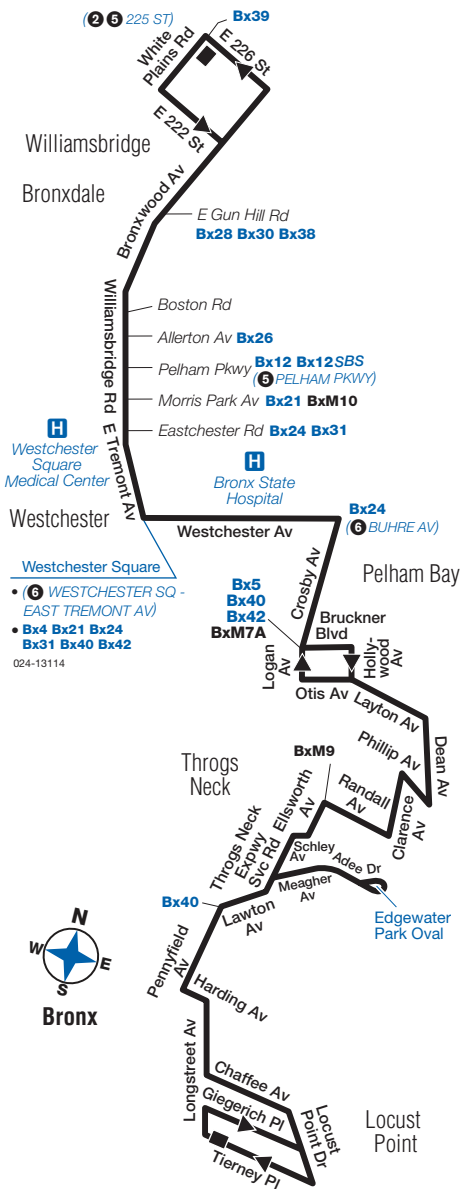 (2 5 225 ST)
Bx39
White
Plains Rd
E 226 St
E 222 St
Williamsbridge
Bronxdale
Bronxwood Av
E Gun Hill Rd
Bx28 Bx30 Bx38
Williamsbridge Rd
Boston Rd
Allerton Av Bx26
Pelham Pkwy Bx12 Bx12SBS
(5 PELHAM PKWY)
Morris Park Av Bx21 BxM10
Eastchester Rd Bx24 Bx31
H
Westchester
Square
Medical Center
E Tremont Av
H
Bronx State
Hospital
Westchester
Westchester Av
Bx24
(6 BUHRE AV)
Westchester Square
• (6 WESTCHESTER SQ -
EAST TREMONT AV)
• Bx4 Bx21 Bx24
Bx31 Bx40 Bx42
024-13114
Crosby Av
Pelham Bay
Bx5
Bx40
Bx42
BxM7A
Bruckner
Blvd
Logan
Av
Holly-
wood
Av
Otis Av
Layton Av
Dean Av
Phillip Av
Clarence
Av
Randall
Av
BxM9
Throgs
Neck
Ellsworth
Av
Throgs Neck
Expwy
Svc Rd
Schley
Av
Adee Dr
Meagher
Av
Edgewater
Park Oval
Bx40
Lawton
Av
Pennyfield
Av
N
W
E
S
Bronx
Harding Av
Longstreet Av
Chaffee Av
Giegerich Pl
Locust
Point Dr
Tierney Pl
Locust
Point